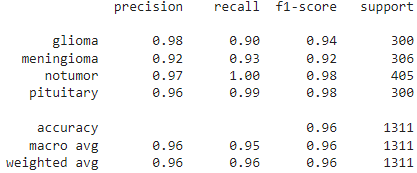 precision recall f1-score support
glioma 0.98 0.90 0.94 300
meningioma 0.92 0.93 0.92 306
notumor 0.97 1.00 0.98 405
pituitary 0.96 0.99 0.98 300
accuracy 0.96 1311
macro avg 0.96 0.95 0.96 1311
weighted avg 0.96 0.96 0.96 1311